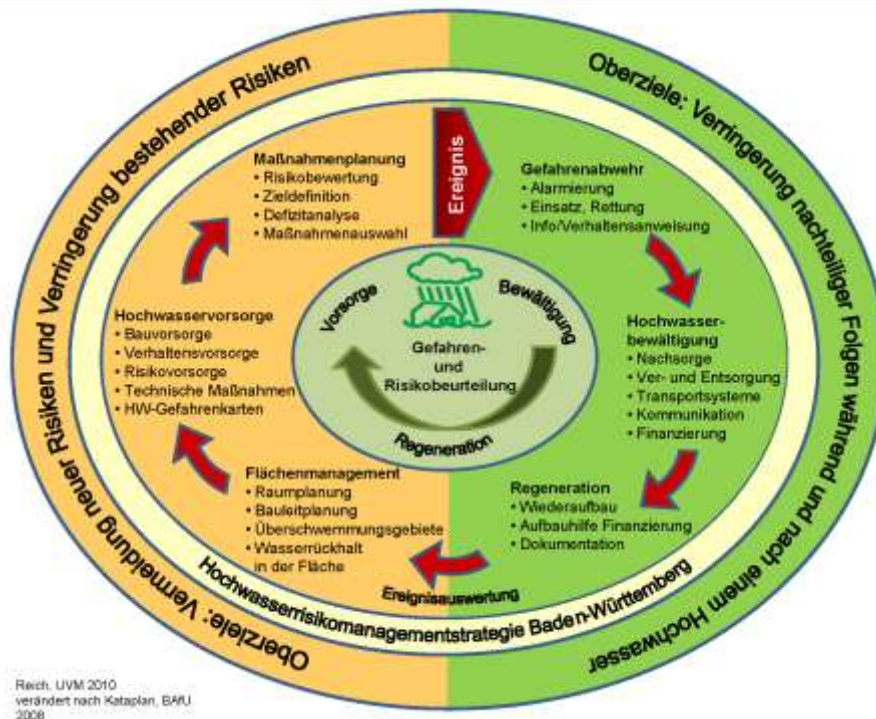 Oberziele: Vermeidung neuer Risiken und Verringerung bestehender Risiken
Oberziele: Verringerung nachteiliger Folgen während und nach einem Hochwasser
Hochwasserrisikomanagementstrategie Baden-Württemberg
Maßnahmenplanung
• Risikobewertung
• Zieldefinition
• Defizitanalyse
• Maßnahmenauswahl
Ereignis
Gefahrenabwehr
• Alarmierung
• Einsatz, Rettung
• Info/Verhaltensanweisung
Hochwasser-
bewältigung
• Nachsorge
• Ver- und Entsorgung
• Transportsysteme
• Kommunikation
• Finanzierung
Regeneration
• Wiederaufbau
• Aufbauhilfe Finanzierung
• Dokumentation
Ereignisauswertung
Flächenmanagement
• Raumplanung
• Bauleitplanung
• Überschwemmungsgebiete
• Wasserrückhalt
in der Fläche
Hochwasservorsorge
• Bauvorsorge
• Verhaltensvorsorge
• Risikovorsorge
• Technische Maßnahmen
• HW-Gefahrenkarten
Vorsorge
Bewältigung
Regeneration
Gefahren-
und
Risikobeurteilung
Reich, UVM 2010
verändert nach Kataplan, BAfU
2008